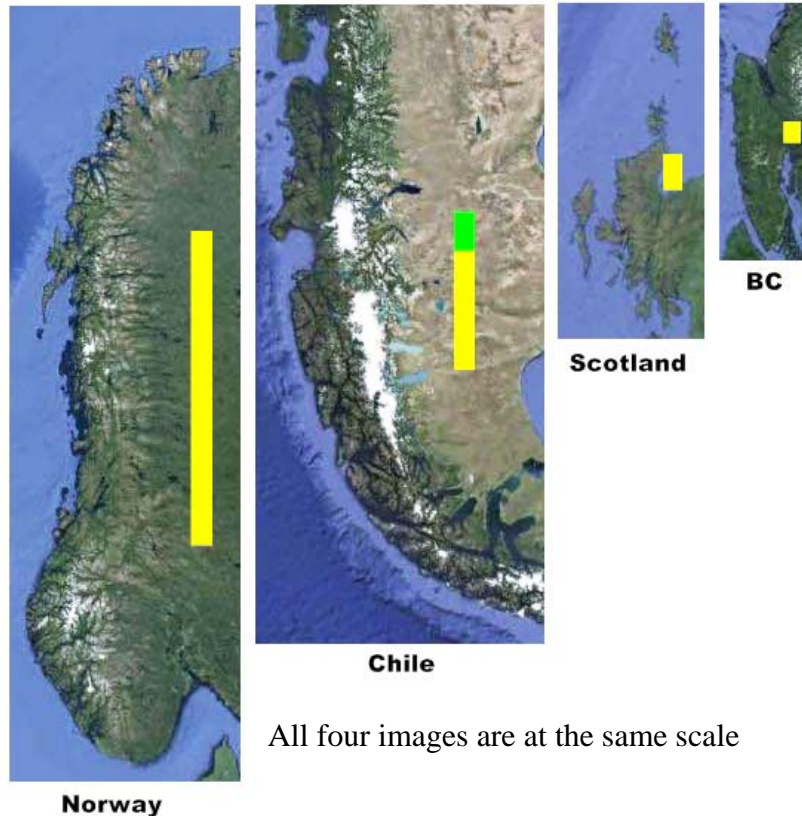 BC
Scotland
Chile
All four images are at the same scale
Norway